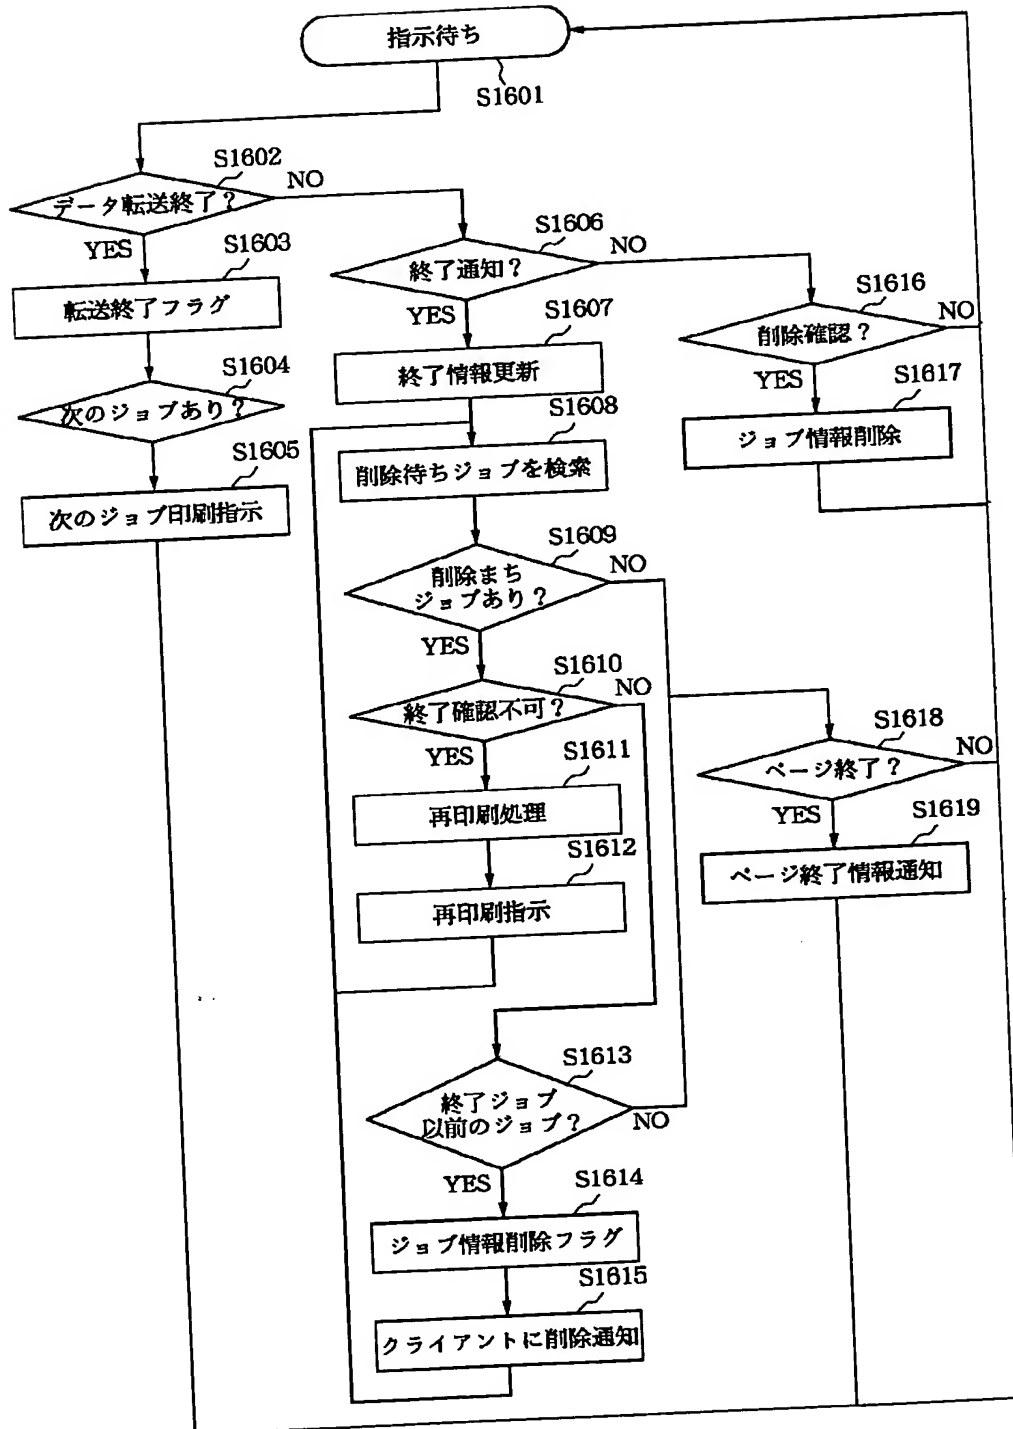 指示待ち
S1601
S1602
データ転送終了？
NO
YES
S1603
転送終了フラグ
S1604
次のジョブあり？
S1605
次のジョブ印刷指示
S1606
終了通知？
NO
YES
S1607
終了情報更新
S1608
削除待ちジョブを検索
S1609
削除まち
ジョブあり？
NO
YES
S1610
終了確認不可？
NO
YES
S1611
再印刷処理
S1612
再印刷指示
S1613
終了ジョブ
以前のジョブ？
NO
YES
S1614
ジョブ情報削除フラグ
S1615
クライアントに削除通知
S1616
削除確認？
NO
YES
S1617
ジョブ情報削除
S1618
ページ終了？
NO
YES
S1619
ページ終了情報通知